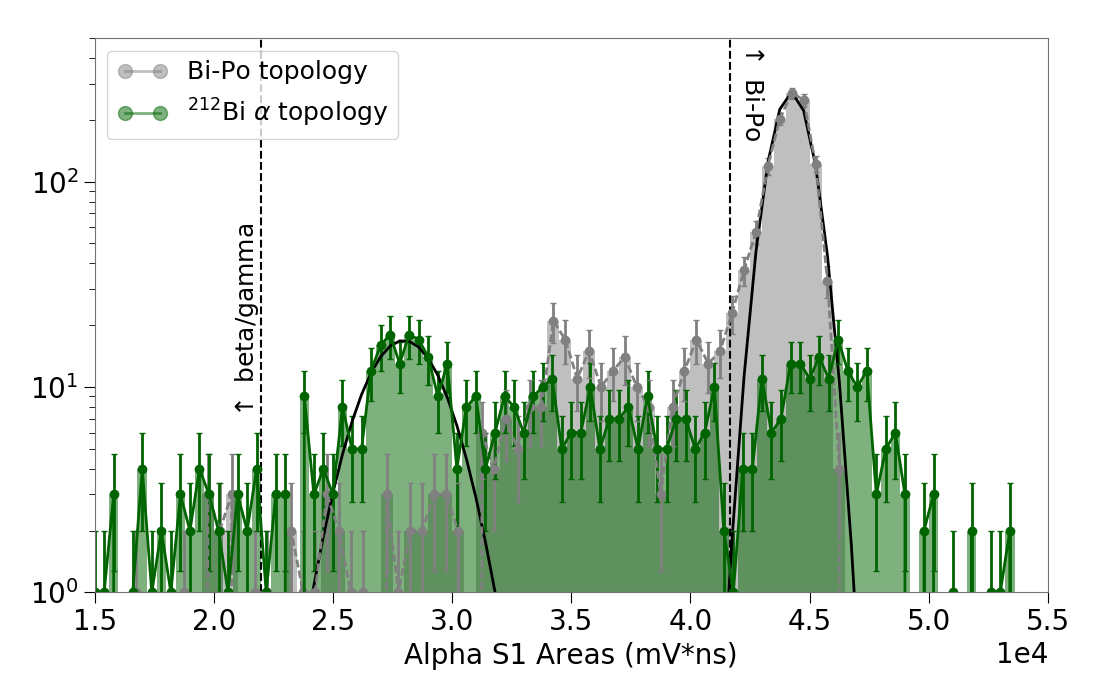 Bi-Po topology
²¹²Bi α topology
↑ beta/gamma
↑ Bi-Po
10²
10¹
10⁰
1.5 2.0 2.5 3.0 3.5 4.0 4.5 5.0 5.5
Alpha S1 Areas (mV*ns)
1e4